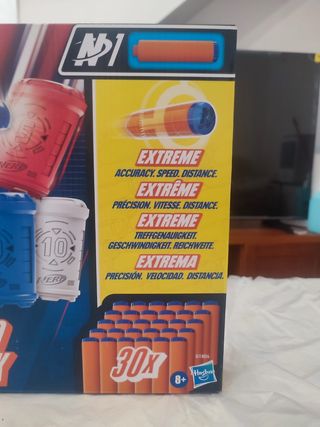 N1
EXTREME
ACCURACY. SPEED. DISTANCE.
EXTRÊME
PRÉCISION. VITESSE. DISTANCE.
EXTREME
TREFFGENAUIGKEIT.
GESCHWINDIGKEIT. REICHWEITE.
EXTREMA
PRECISIÓN. VELOCIDAD. DISTANCIA.
NERF
10
NERF
30X
8+
Hasbro